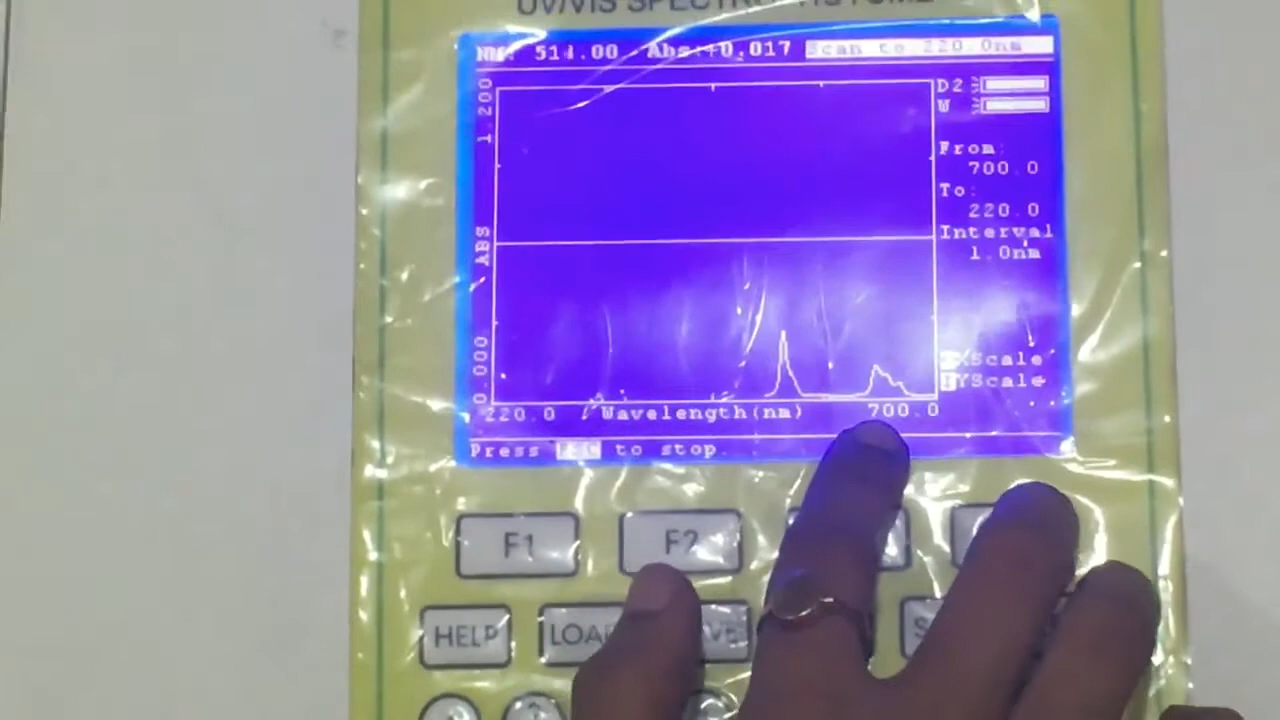 UV/VIS
NM: 514.00 Abs:+0.017 Scan to 220.0nm
1.200
D2
W
From:
700.0
To:
220.0
ABS
Interval
1.0nm
0.000
XScale
YScale
220.0 Wavelength(nm) 700.0
Press ESC to stop.
F1 F2
HELP